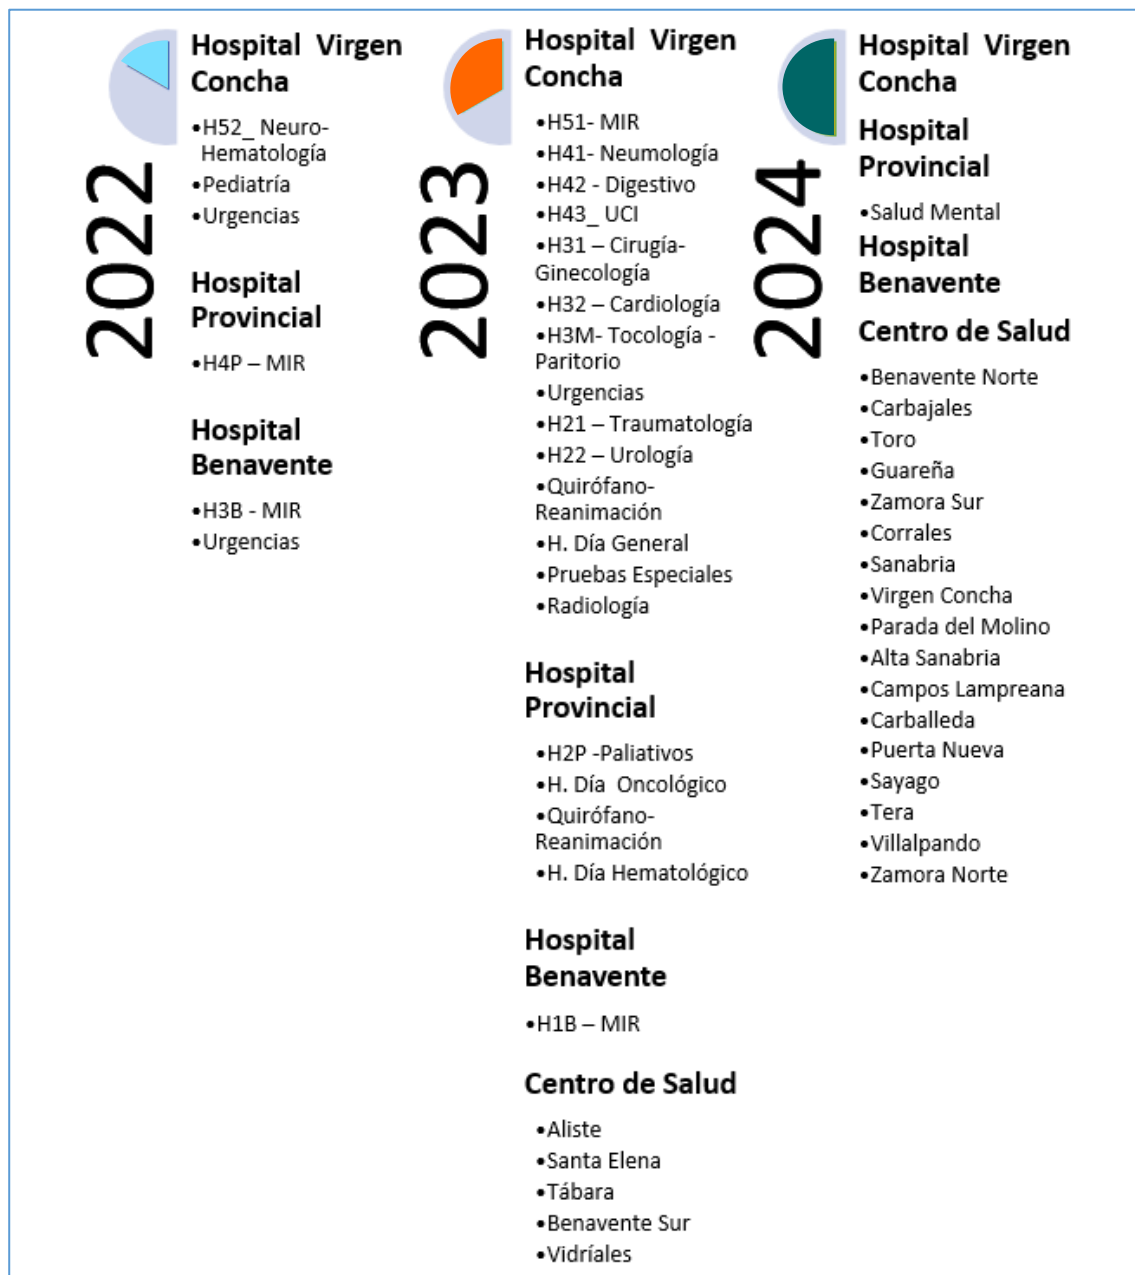 2022
Hospital Virgen
Concha
•H52_ Neuro-
Hematología
•Pediatría
•Urgencias
Hospital
Provincial
•H4P – MIR
Hospital
Benavente
•H3B - MIR
•Urgencias
2023
Hospital Virgen
Concha
•H51- MIR
•H41- Neumología
•H42 - Digestivo
•H43_ UCI
•H31 – Cirugía-
Ginecología
•H32 – Cardiología
•H3M- Tocología -
Paritorio
•Urgencias
•H21 – Traumatología
•H22 – Urología
•Quirófano-
Reanimación
•H. Día General
•Pruebas Especiales
•Radiología
Hospital
Provincial
•H2P -Paliativos
•H. Día Oncológico
•Quirófano-
Reanimación
•H. Día Hematológico
Hospital
Benavente
•H1B – MIR
Centro de Salud
•Aliste
•Santa Elena
•Tábara
•Benavente Sur
•Vidríales
2024
Hospital Virgen
Concha
Hospital
Provincial
•Salud Mental
Hospital
Benavente
Centro de Salud
•Benavente Norte
•Carbajales
•Toro
•Guareña
•Zamora Sur
•Corrales
•Sanabria
•Virgen Concha
•Parada del Molino
•Alta Sanabria
•Campos Lampreana
•Carballeda
•Puerta Nueva
•Sayago
•Tera
•Villalpando
•Zamora Norte